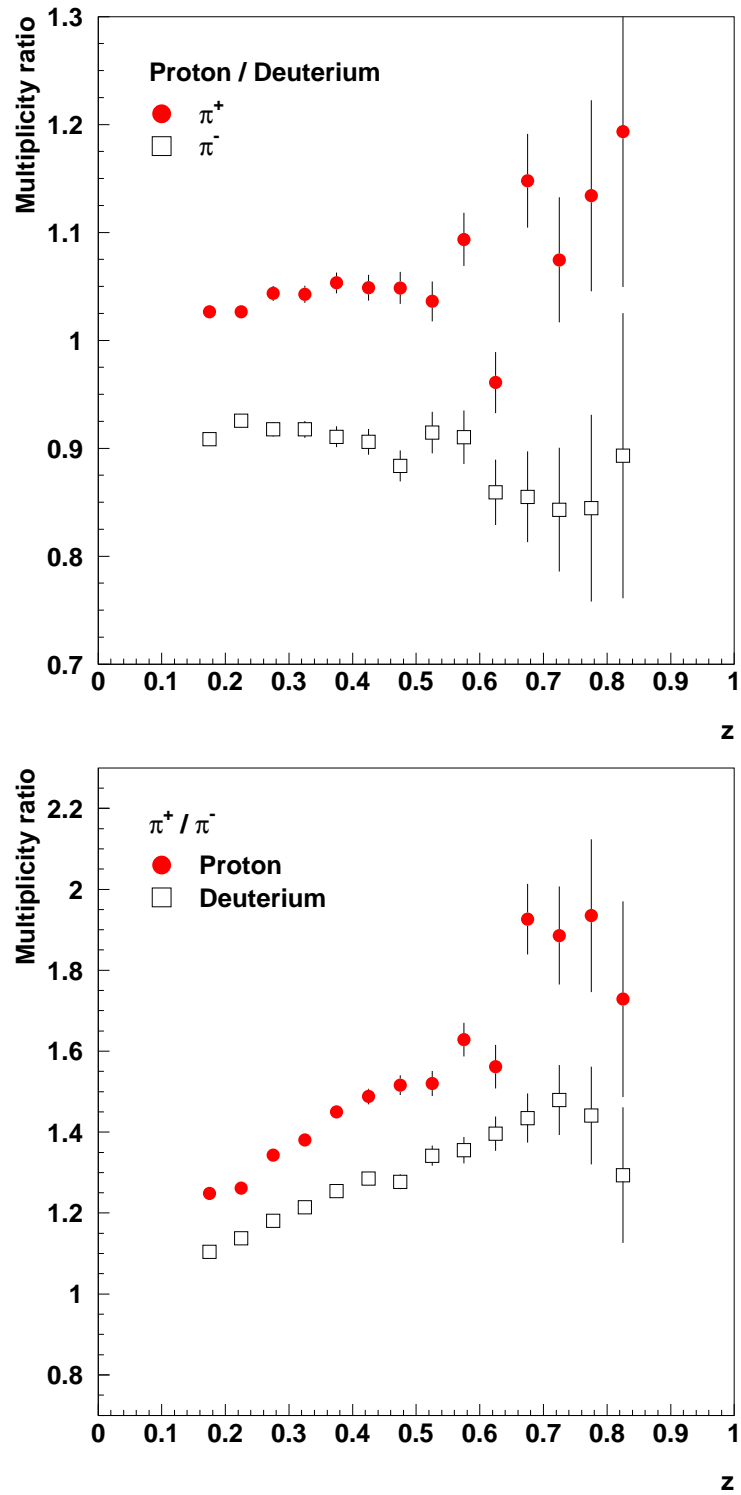 Multiplicity ratio
1.3
1.2
1.1
1
0.9
0.8
0.7
Proton / Deuterium
π+
π-
0 0.1 0.2 0.3 0.4 0.5 0.6 0.7 0.8 0.9 1
z
Multiplicity ratio
2.2
2
1.8
1.6
1.4
1.2
1
0.8
π+ / π-
Proton
Deuterium
0 0.1 0.2 0.3 0.4 0.5 0.6 0.7 0.8 0.9 1
z